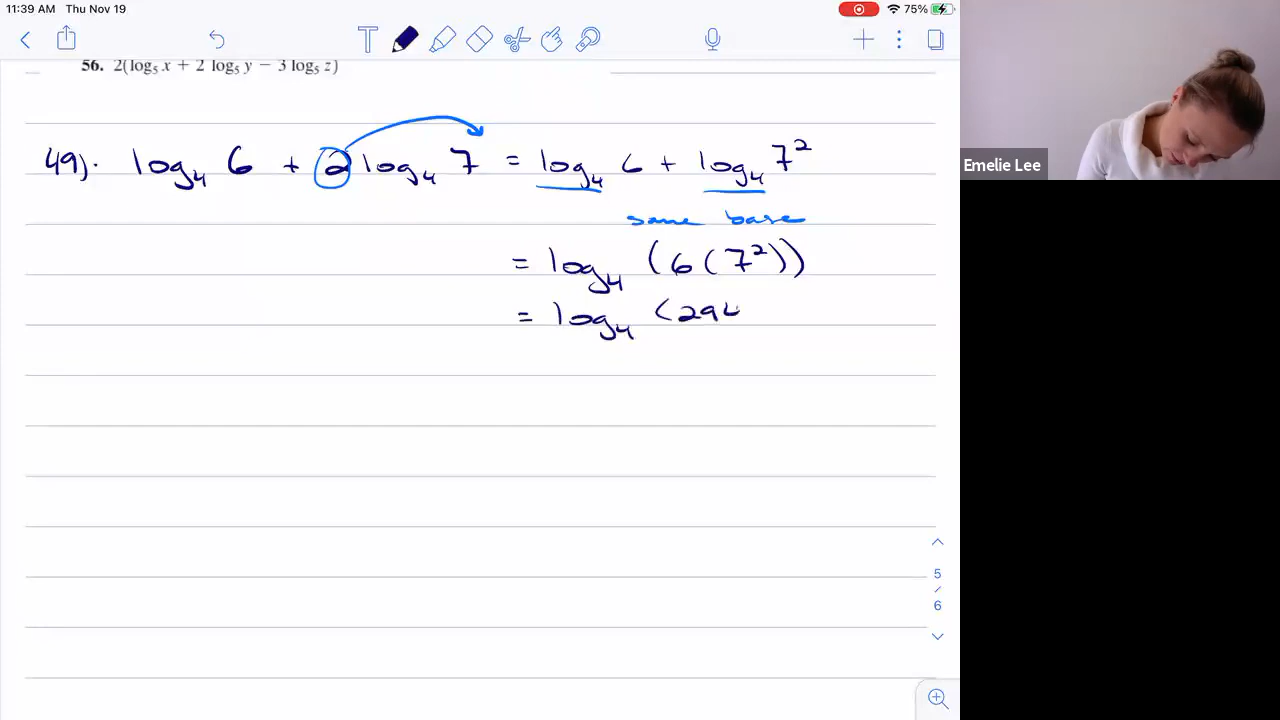 11:39 AM Thu Nov 19
75%
T
56. 2(log₅ x + 2 log₅ y − 3 log₅ z)
49). log₄ 6 + 2 log₄ 7 = log₄ 6 + log₄ 7²
same base
= log₄ (6(7²))
= log₄ (294
5
/
6
Emelie Lee